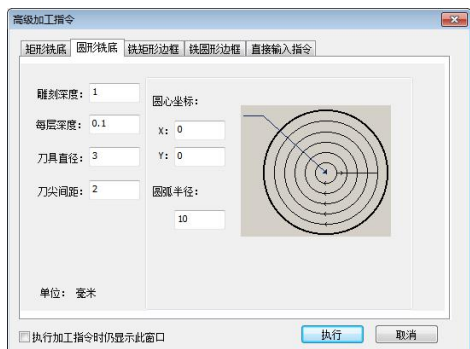 高级加工指令
矩形铣底 圆形铣底 铣矩形边框 铣圆形边框 直接输入指令
雕刻深度： 1
每层深度： 0.1
刀具直径： 3
刀尖间距： 2
单位： 毫米
圆心坐标：
X： 0
Y： 0
圆弧半径：
10
执行加工指令时仍显示此窗口
执行 取消